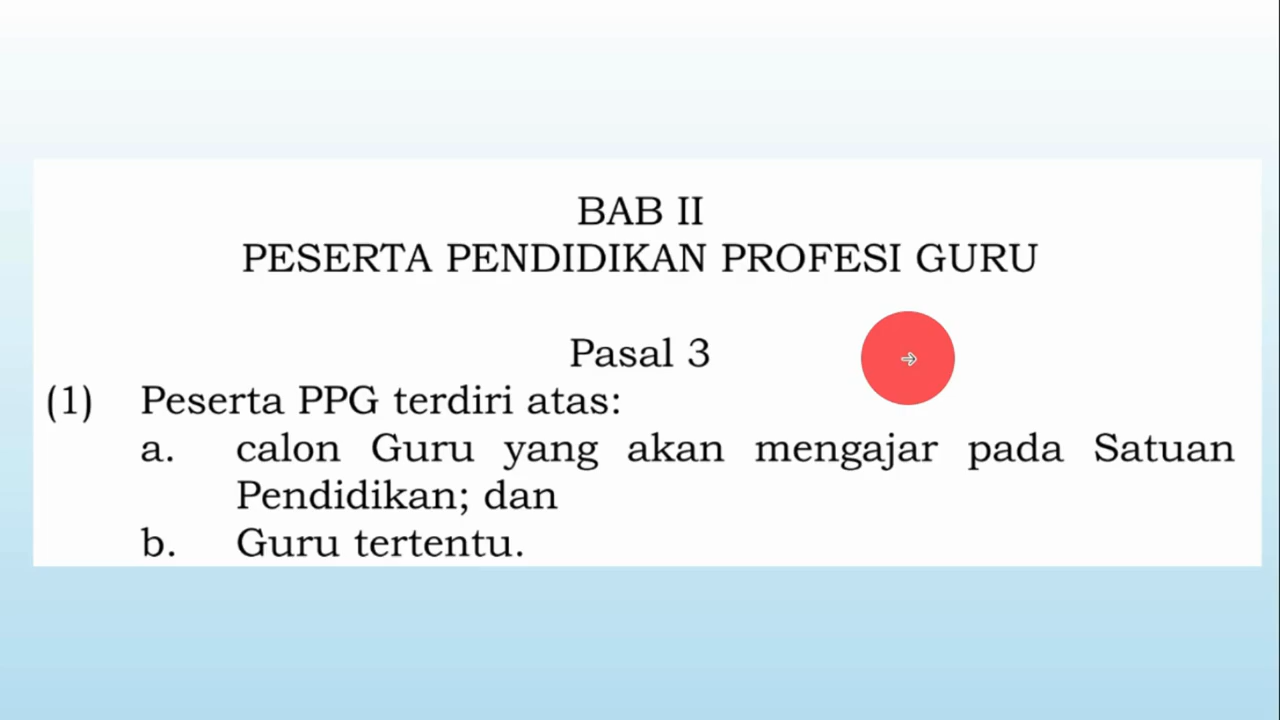 BAB II
PESERTA PENDIDIKAN PROFESI GURU
Pasal 3
(1) Peserta PPG terdiri atas:
a. calon Guru yang akan mengajar pada Satuan
Pendidikan; dan
b. Guru tertentu.